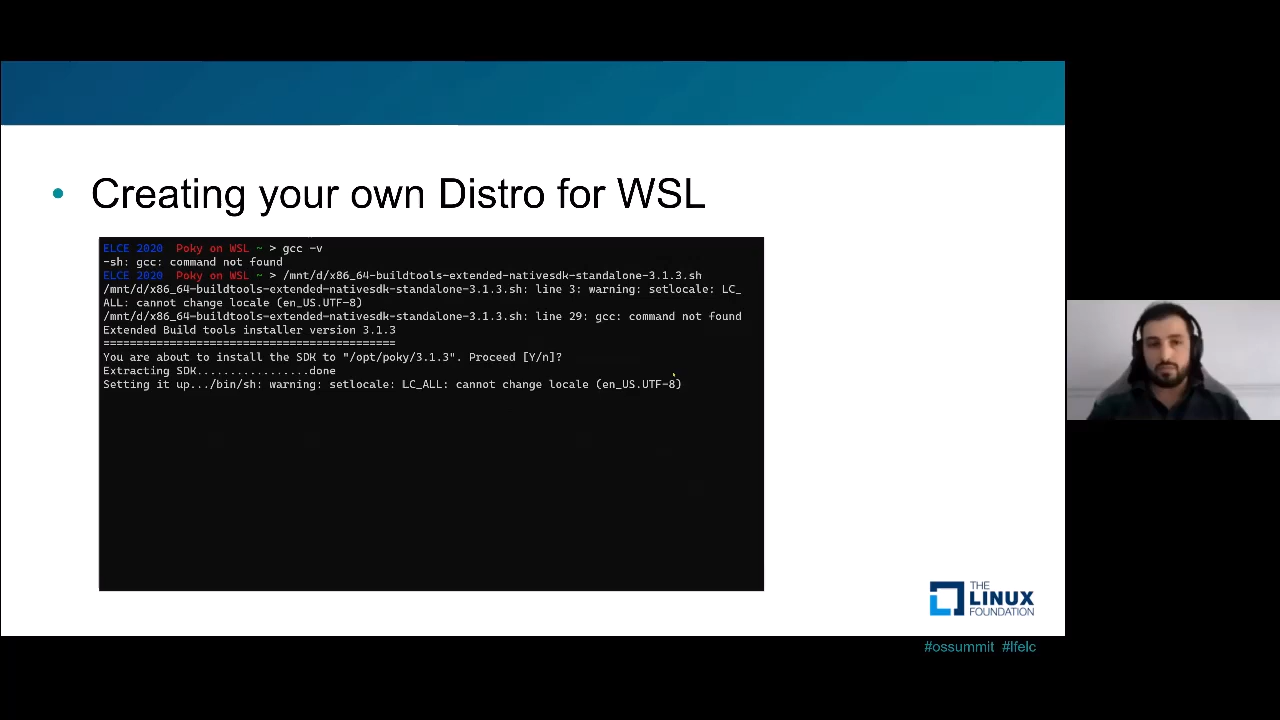 Creating your own Distro for WSL
ELCE 2020 Poky on WSL ~ > gcc -v
-sh: gcc: command not found
ELCE 2020 Poky on WSL ~ > /mnt/d/x86_64-buildtools-extended-nativesdk-standalone-3.1.3.sh
/mnt/d/x86_64-buildtools-extended-nativesdk-standalone-3.1.3.sh: line 3: warning: setlocale: LC_
ALL: cannot change locale (en_US.UTF-8)
/mnt/d/x86_64-buildtools-extended-nativesdk-standalone-3.1.3.sh: line 29: gcc: command not found
Extended Build tools installer version 3.1.3
============================================
You are about to install the SDK to "/opt/poky/3.1.3". Proceed [Y/n]?
Extracting SDK.................done
Setting it up.../bin/sh: warning: setlocale: LC_ALL: cannot change locale (en_US.UTF-8)
THE
LINUX
FOUNDATION
#ossummit #lfelc